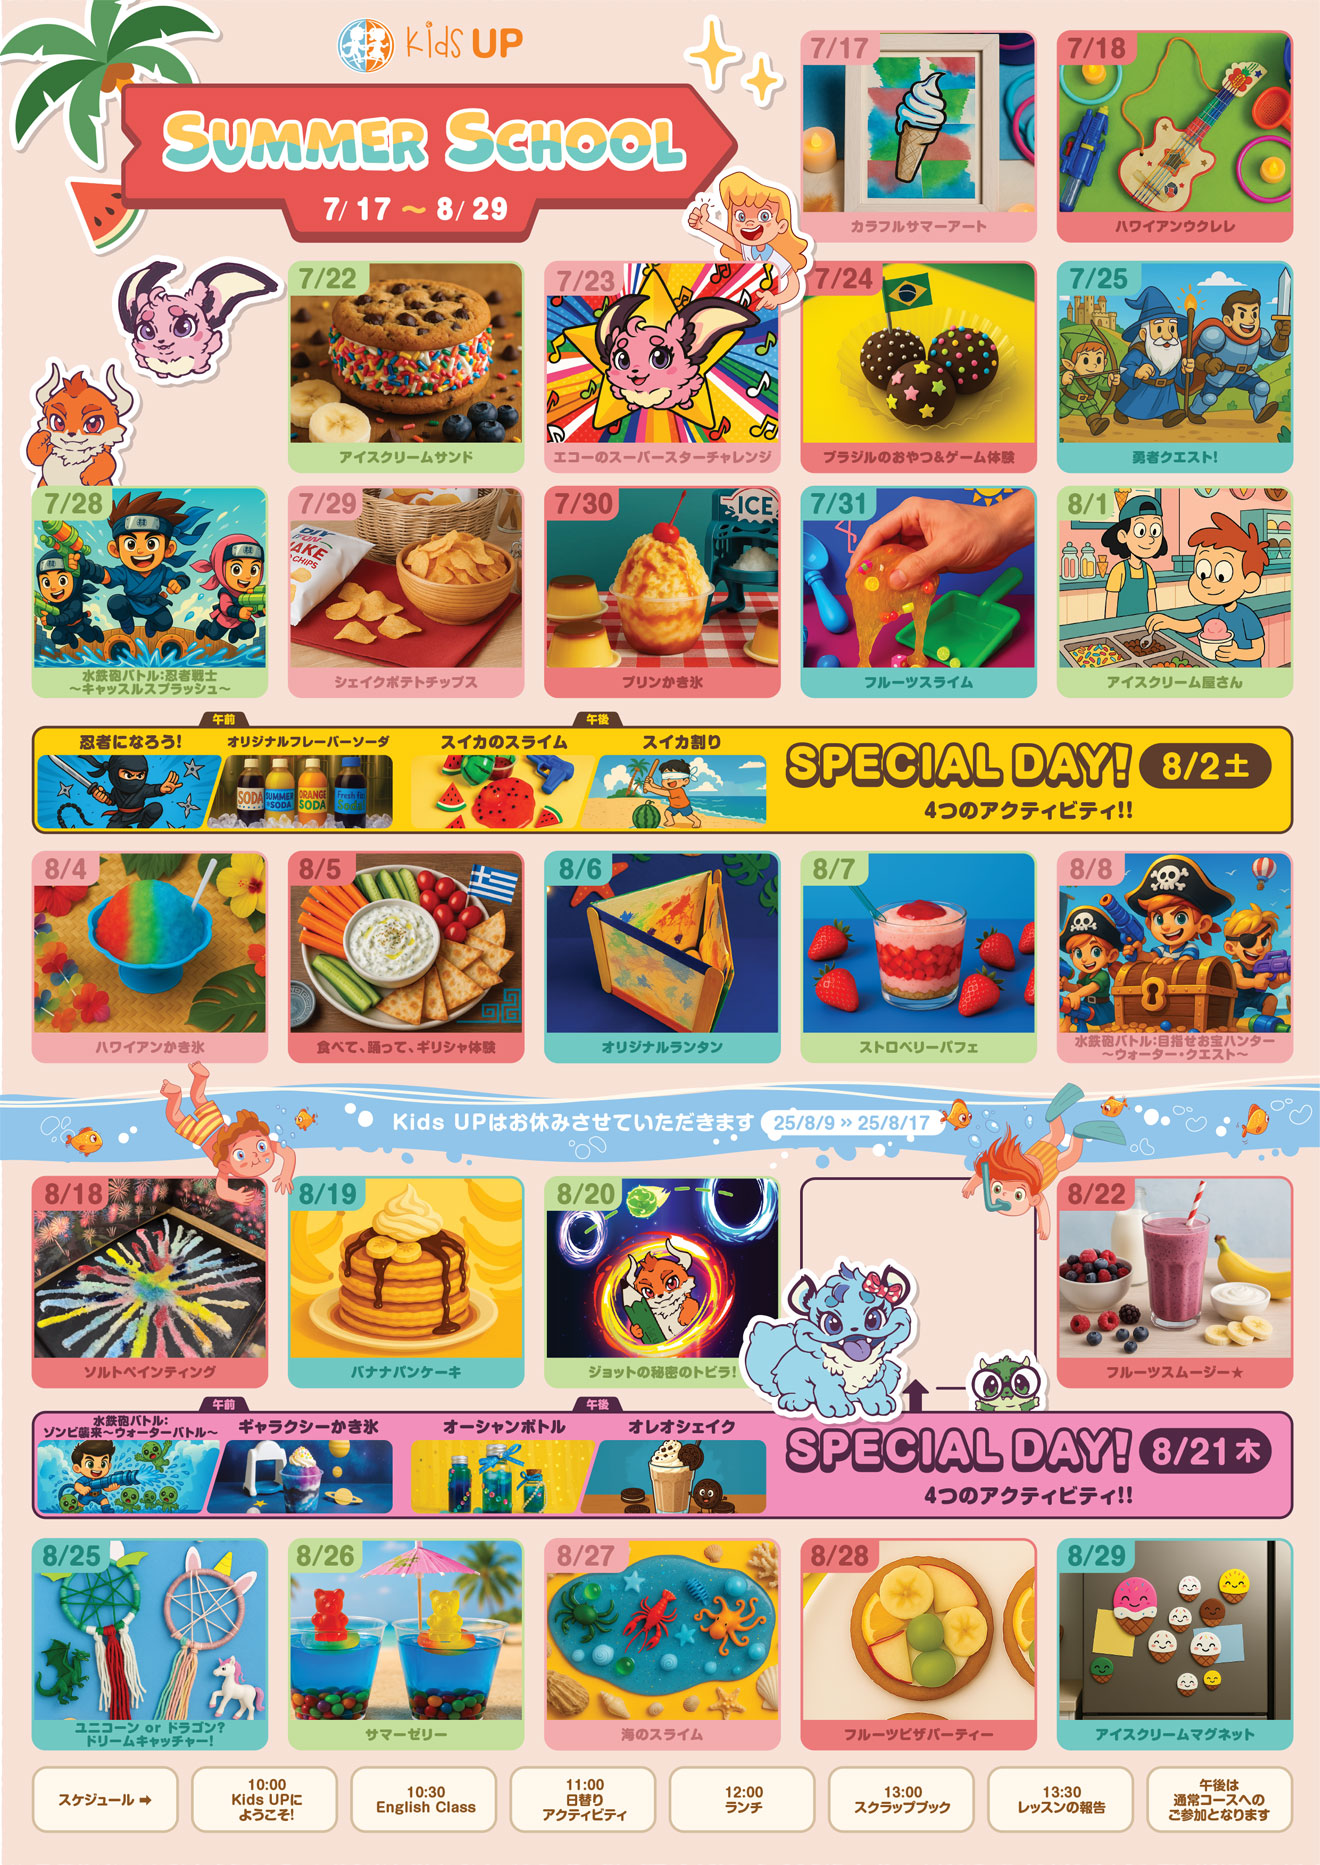 Kids UP
SUMMER SCHOOL
7/17 ~ 8/29
7/17
カラフルサマーアート
7/18
ハワイアンウクレレ
7/22
アイスクリームサンド
7/23
エコーのスーパースターチャレンジ
7/24
ブラジルのおやつ&ゲーム体験
7/25
勇者クエスト!
7/28
水鉄砲バトル:忍者戦士
~キャッスルスプラッシュ~
7/29
シェイクポテトチップス
7/30
ICE
プリンかき氷
7/31
フルーツスライム
8/1
アイスクリーム屋さん
午前
忍者になろう!
オリジナルフレーバーソーダ
SODA
SUMMER SODA
ORANGE SODA
午後
スイカのスライム
スイカ割り
SPECIAL DAY! 8/2土
4つのアクティビティ!!
8/4
ハワイアンかき氷
8/5
食べて、踊って、ギリシャ体験
8/6
オリジナルランタン
8/7
ストロベリーパフェ
8/8
水鉄砲バトル:目指せお宝ハンター
~ウォーター・クエスト~
Kids UPはお休みさせていただきます 25/8/9 » 25/8/17
8/18
ソルトペインティング
8/19
バナナパンケーキ
8/20
ジョットの秘密のトビラ!
8/22
フルーツスムージー★
午前
水鉄砲バトル:
ゾンビ襲来~ウォーターバトル~
ギャラクシーかき氷
午後
オーシャンボトル
オレオシェイク
SPECIAL DAY! 8/21木
4つのアクティビティ!!
8/25
ユニコーン or ドラゴン?
ドリームキャッチャー!
8/26
サマーゼリー
8/27
海のスライム
8/28
フルーツピザパーティー
8/29
アイスクリームマグネット
スケジュール ➡
10:00
Kids UPに
ようこそ!
10:30
English Class
11:00
日替り
アクティビティ
12:00
ランチ
13:00
スクラップブック
13:30
レッスンの報告
午後は
通常コースへの
ご参加となります